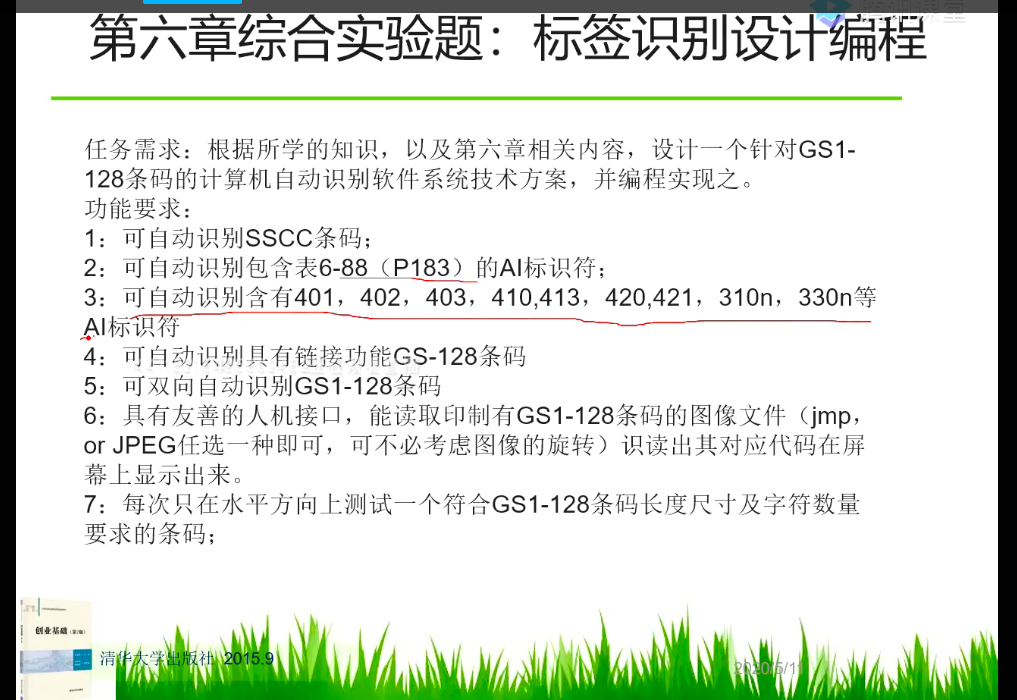 腾讯课堂
第六章综合实验题：标签识别设计编程
任务需求：根据所学的知识，以及第六章相关内容，设计一个针对GS1-
128条码的计算机自动识别软件系统技术方案，并编程实现之。
功能要求：
1：可自动识别SSCC条码；
2：可自动识别包含表6-88（P183）的AI标识符；
3：可自动识别含有401，402，403，410,413，420,421，310n，330n等
AI标识符
4：可自动识别具有链接功能GS-128条码
5：可双向自动识别GS1-128条码
6：具有友善的人机接口，能读取印制有GS1-128条码的图像文件（jmp，
or JPEG任选一种即可，可不必考虑图像的旋转）识读出其对应代码在屏
幕上显示出来。
7：每次只在水平方向上测试一个符合GS1-128条码长度尺寸及字符数量
要求的条码；
创业基础（第2版）
清华大学出版社 2015.9